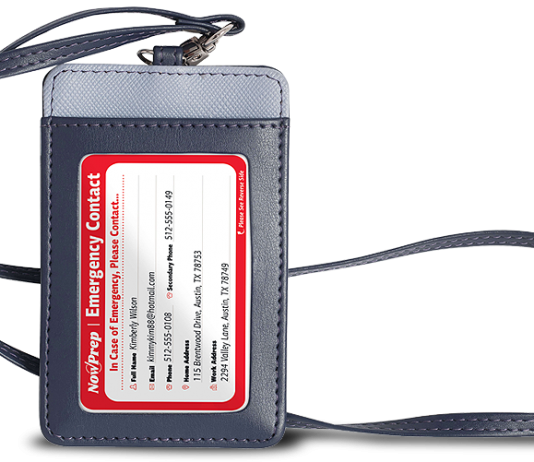 NowPrep | Emergency Contact
In Case of Emergency, Please Contact...
Full Name Kimberly Wilson
Email kimmykim88@hotmail.com
Phone 512-555-0108 Secondary Phone 512-555-0149
Home Address
115 Brentwood Drive, Austin, TX 78753
Work Address
2294 Valley Lane, Austin, TX 78749
Please See Reverse Side